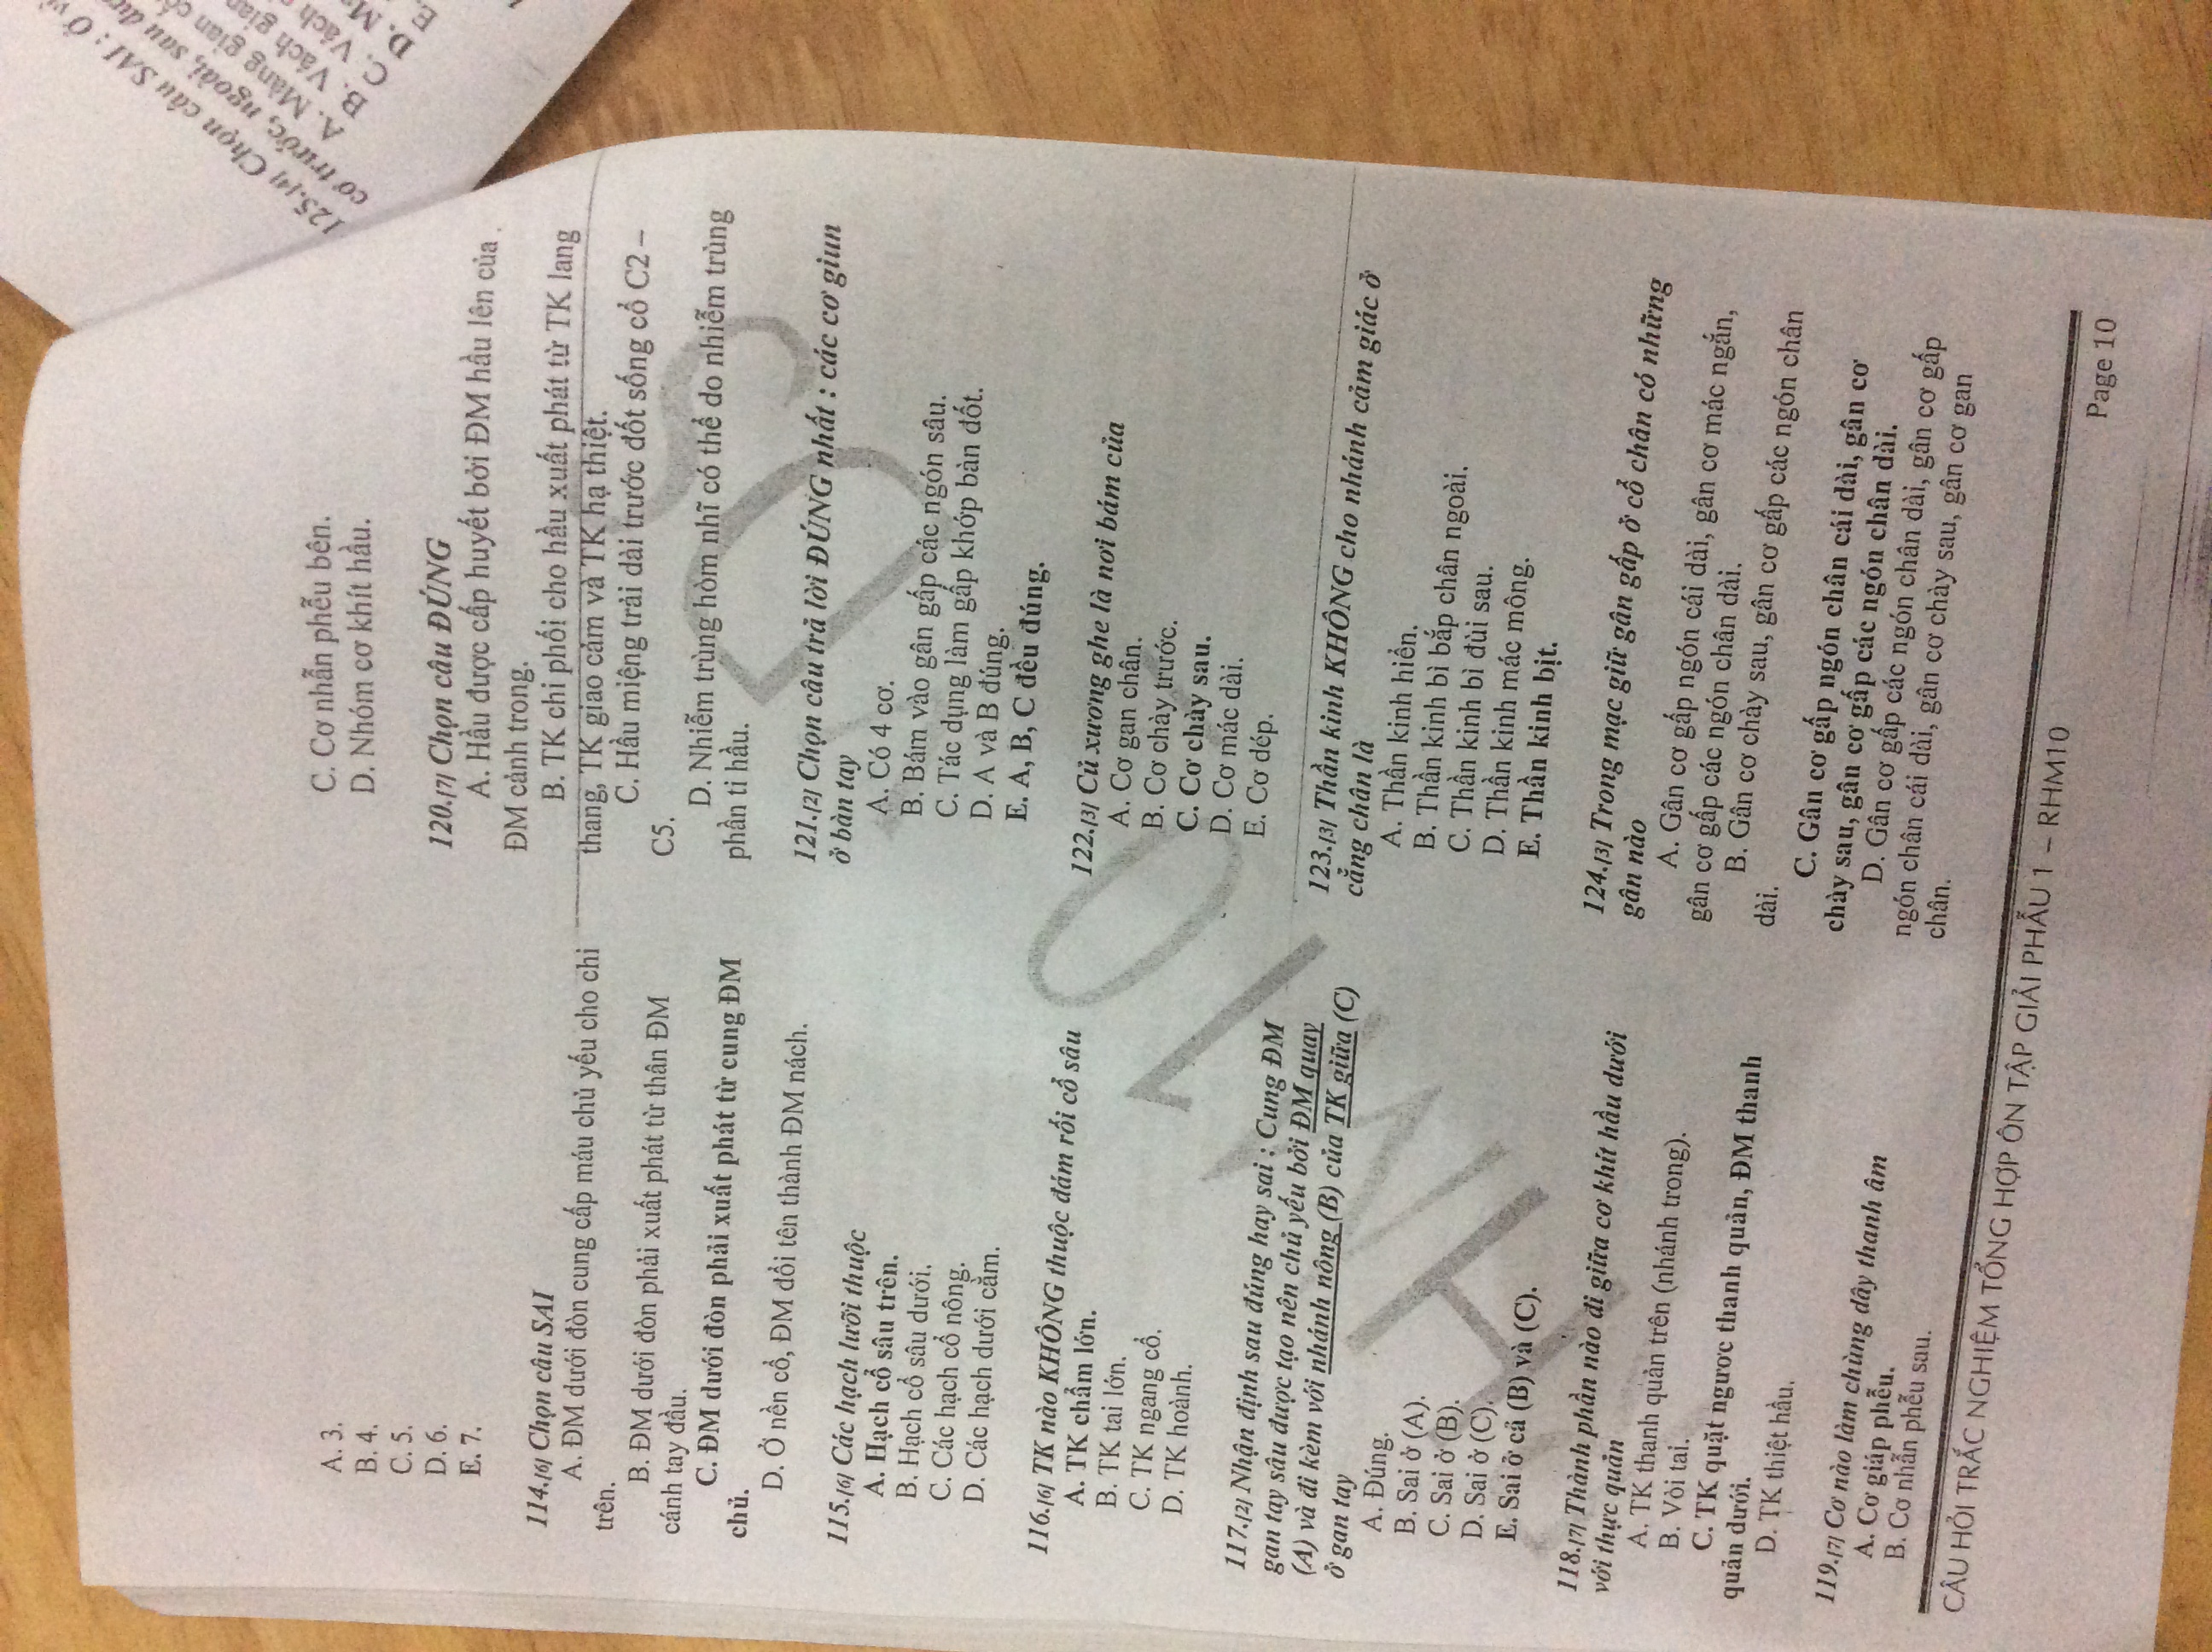 A. 3.
B. 4.
C. 5.
D. 6.
E. 7.
114.[6] Chọn câu SAI
A. ĐM dưới đòn cung cấp máu chủ yếu cho chi
trên.
B. ĐM dưới đòn phải xuất phát từ thân ĐM
cánh tay đầu.
C. ĐM dưới đòn phải xuất phát từ cung ĐM
chủ.
D. Ở nền cổ, ĐM đổi tên thành ĐM nách.
115.[6] Các hạch lưỡi thuộc
A. Hạch cổ sâu trên.
B. Hạch cổ sâu dưới.
C. Các hạch cổ nông.
D. Các hạch dưới cằm.
116.[6] TK nào KHÔNG thuộc đám rối cổ sâu
A. TK chẩm lớn.
B. TK tai lớn.
C. TK ngang cổ.
D. TK hoành.
117.[2] Nhận định sau đúng hay sai : Cung ĐM
gan tay sâu được tạo nên chủ yếu bởi ĐM quay
(A) và đi kèm với nhánh nông (B) của TK giữa (C)
ở gan tay
A. Đúng.
B. Sai ở (A).
C. Sai ở (B).
D. Sai ở (C).
E. Sai ở cả (B) và (C).
118.[7] Thành phần nào đi giữa cơ khít hầu dưới
với thực quản
A. TK thanh quản trên (nhánh trong).
B. Vòi tai.
C. TK quặt ngươc thanh quản, ĐM thanh
quản dưới.
D. TK thiệt hầu.
119.[7] Cơ nào làm chùng dây thanh âm
A. Cơ giáp phễu.
B. Cơ nhẫn phễu sau.
C. Cơ nhẫn phễu bên.
D. Nhóm cơ khít hầu.
120.[7] Chọn câu ĐÚNG
A. Hầu được cấp huyết bởi ĐM hầu lên của
ĐM cảnh trong.
B. TK chi phối cho hầu xuất phát từ TK lang
thang, TK giao cảm và TK hạ thiệt.
C. Hầu miệng trải dài trước đốt sống cổ C2 –
C5.
D. Nhiễm trùng hòm nhĩ có thể do nhiễm trùng
phần tị hầu.
121.[2] Chọn câu trả lời ĐÚNG nhất : các cơ giun
ở bàn tay
A. Có 4 cơ.
B. Bám vào gân gấp các ngón sâu.
C. Tác dụng làm gấp khớp bàn đốt.
D. A và B đúng.
E. A, B, C đều đúng.
122.[3] Củ xương ghe là nơi bám của
A. Cơ gan chân.
B. Cơ chày trước.
C. Cơ chày sau.
D. Cơ mác dài.
E. Cơ dép.
123.[3] Thần kinh KHÔNG cho nhánh cảm giác ở
cẳng chân là
A. Thần kinh hiển.
B. Thần kinh bì bắp chân ngoài.
C. Thần kinh bì đùi sau.
D. Thần kinh mác mông.
E. Thần kinh bịt.
124.[3] Trong mạc giữ gân gấp ở cổ chân có những
gân nào
A. Gân cơ gấp ngón cái dài, gân cơ mác ngắn,
gân cơ gấp các ngón chân dài.
B. Gân cơ chày sau, gân cơ gấp các ngón chân
dài.
C. Gân cơ gấp ngón chân cái dài, gân cơ
chày sau, gân cơ gấp các ngón chân dài.
D. Gân cơ gấp các ngón chân dài, gân cơ gấp
ngón chân cái dài, gân cơ chày sau, gân cơ gan
chân.
CÂU HỎI TRẮC NGHIỆM TỔNG HỢP ÔN TẬP GIẢI PHẪU 1 – RHM10
Page 10
125.[4] Chọn câu SAI : Ở
cơ trước, ngoài, sau
A. Màng gian
B. Vách gian
C. Vách
D.
E.